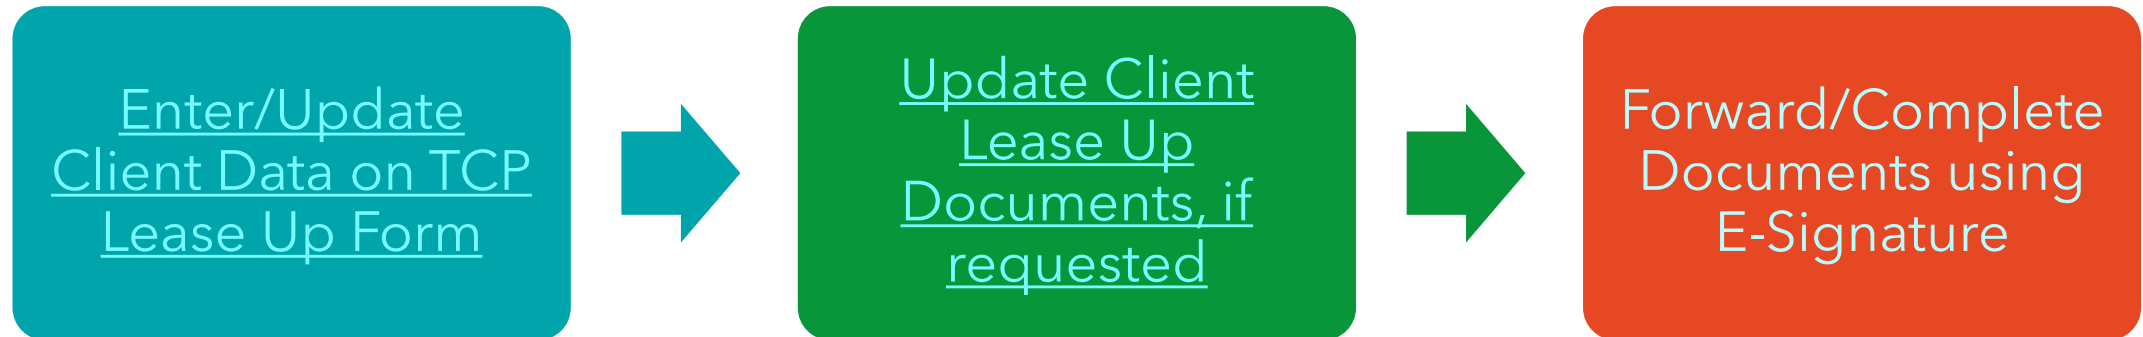 Enter/Update
Client Data on TCP
Lease Up Form
Update Client
Lease Up
Documents, if
requested
Forward/Complete
Documents using
E-Signature